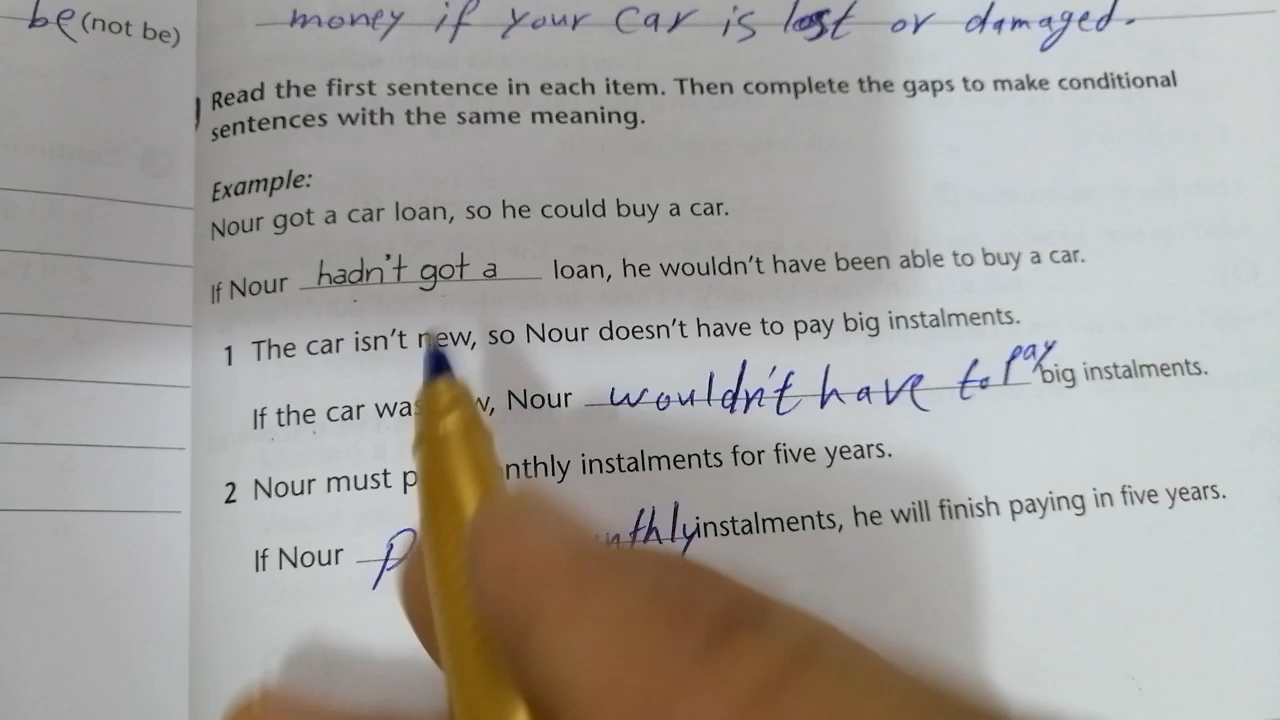 be (not be)
money if your car is lost or damaged.
Read the first sentence in each item. Then complete the gaps to make conditional
sentences with the same meaning.
Example:
Nour got a car loan, so he could buy a car.
If Nour hadn't got a loan, he wouldn't have been able to buy a car.
1 The car isn't new, so Nour doesn't have to pay big instalments.
If the car was, Nour wouldn't have to pay big instalments.
2 Nour must instalments for five years.
If Nour instalments, he will finish paying in five years.